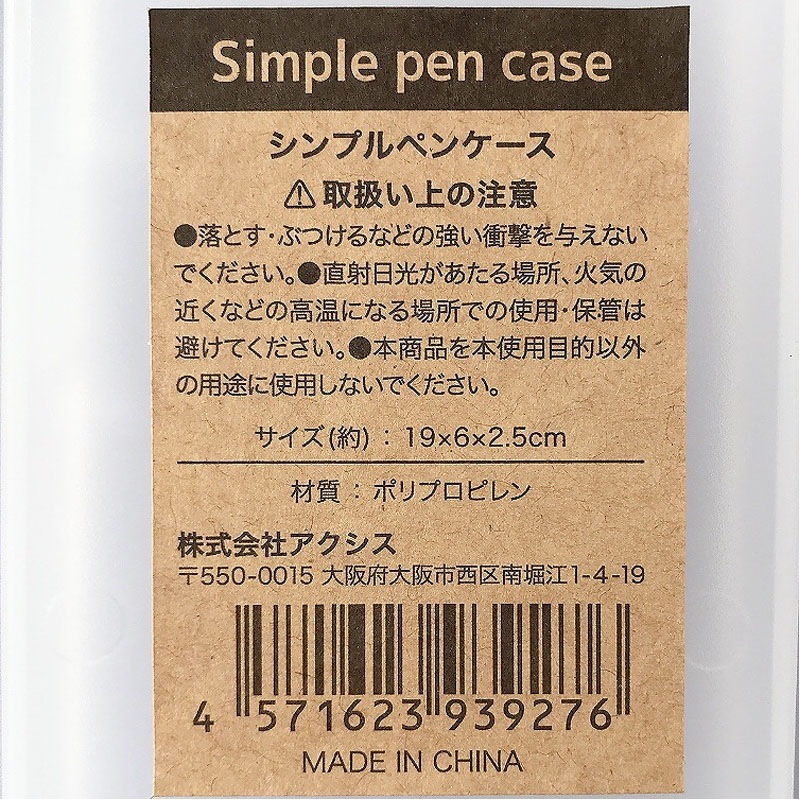 Simple pen case
シンプルペンケース
⚠取扱い上の注意
●落とす・ぶつけるなどの強い衝撃を与えない
でください。●直射日光があたる場所、火気の
近くなどの高温になる場所での使用・保管は
避けてください。●本商品を本使用目的以外
の用途に使用しないでください。
サイズ(約)：19×6×2.5cm
材質：ポリプロピレン
株式会社アクシス
〒550-0015 大阪府大阪市西区南堀江1-4-19
4 571623 939276
MADE IN CHINA